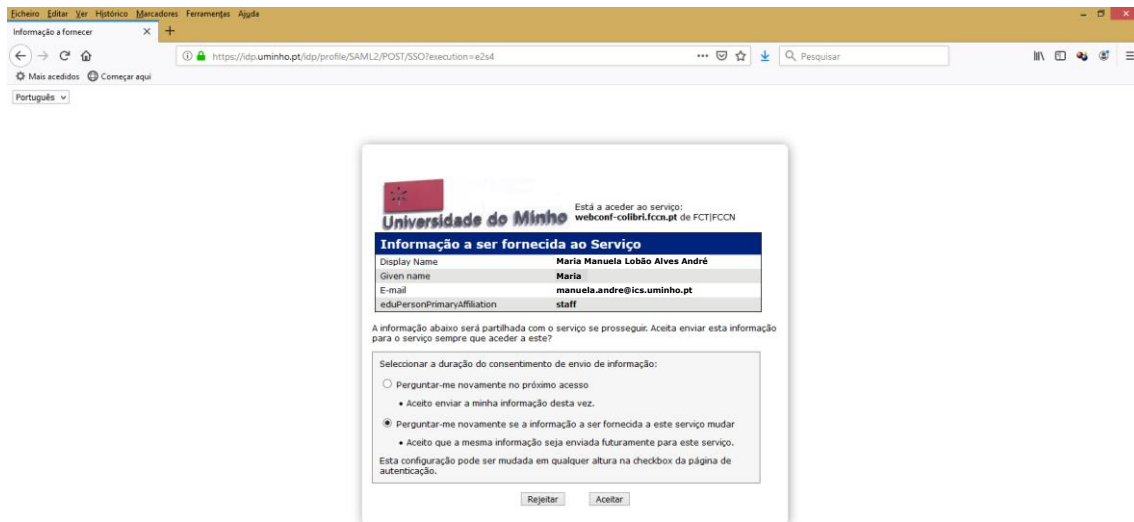 Ficheiro Editar Ver Histórico Marcadores Ferramentas Ajuda
Informação a fornecer
https://idp.uminho.pt/idp/profile/SAML2/POST/SSO?execution=e2s4
Pesquisar
Mais acedidos Começar aqui
Português
Universidade do Minho
Está a aceder ao serviço:
webconf-colibri.fccn.pt de FCT|FCCN
Informação a ser fornecida ao Serviço
Display Name Maria Manuela Lobão Alves André
Given name Maria
E-mail manuela.andre@ics.uminho.pt
eduPersonPrimaryAffiliation staff
A informação abaixo será partilhada com o serviço se prosseguir. Aceita enviar esta informação
para o serviço sempre que aceder a este?
Seleccionar a duração do consentimento de envio de informação:
Perguntar-me novamente no próximo acesso
• Aceito enviar a minha informação desta vez.
Perguntar-me novamente se a informação a ser fornecida a este serviço mudar
• Aceito que a mesma informação seja enviada futuramente para este serviço.
Esta configuração pode ser mudada em qualquer altura na checkbox da página de
autenticação.
Rejeitar Aceitar